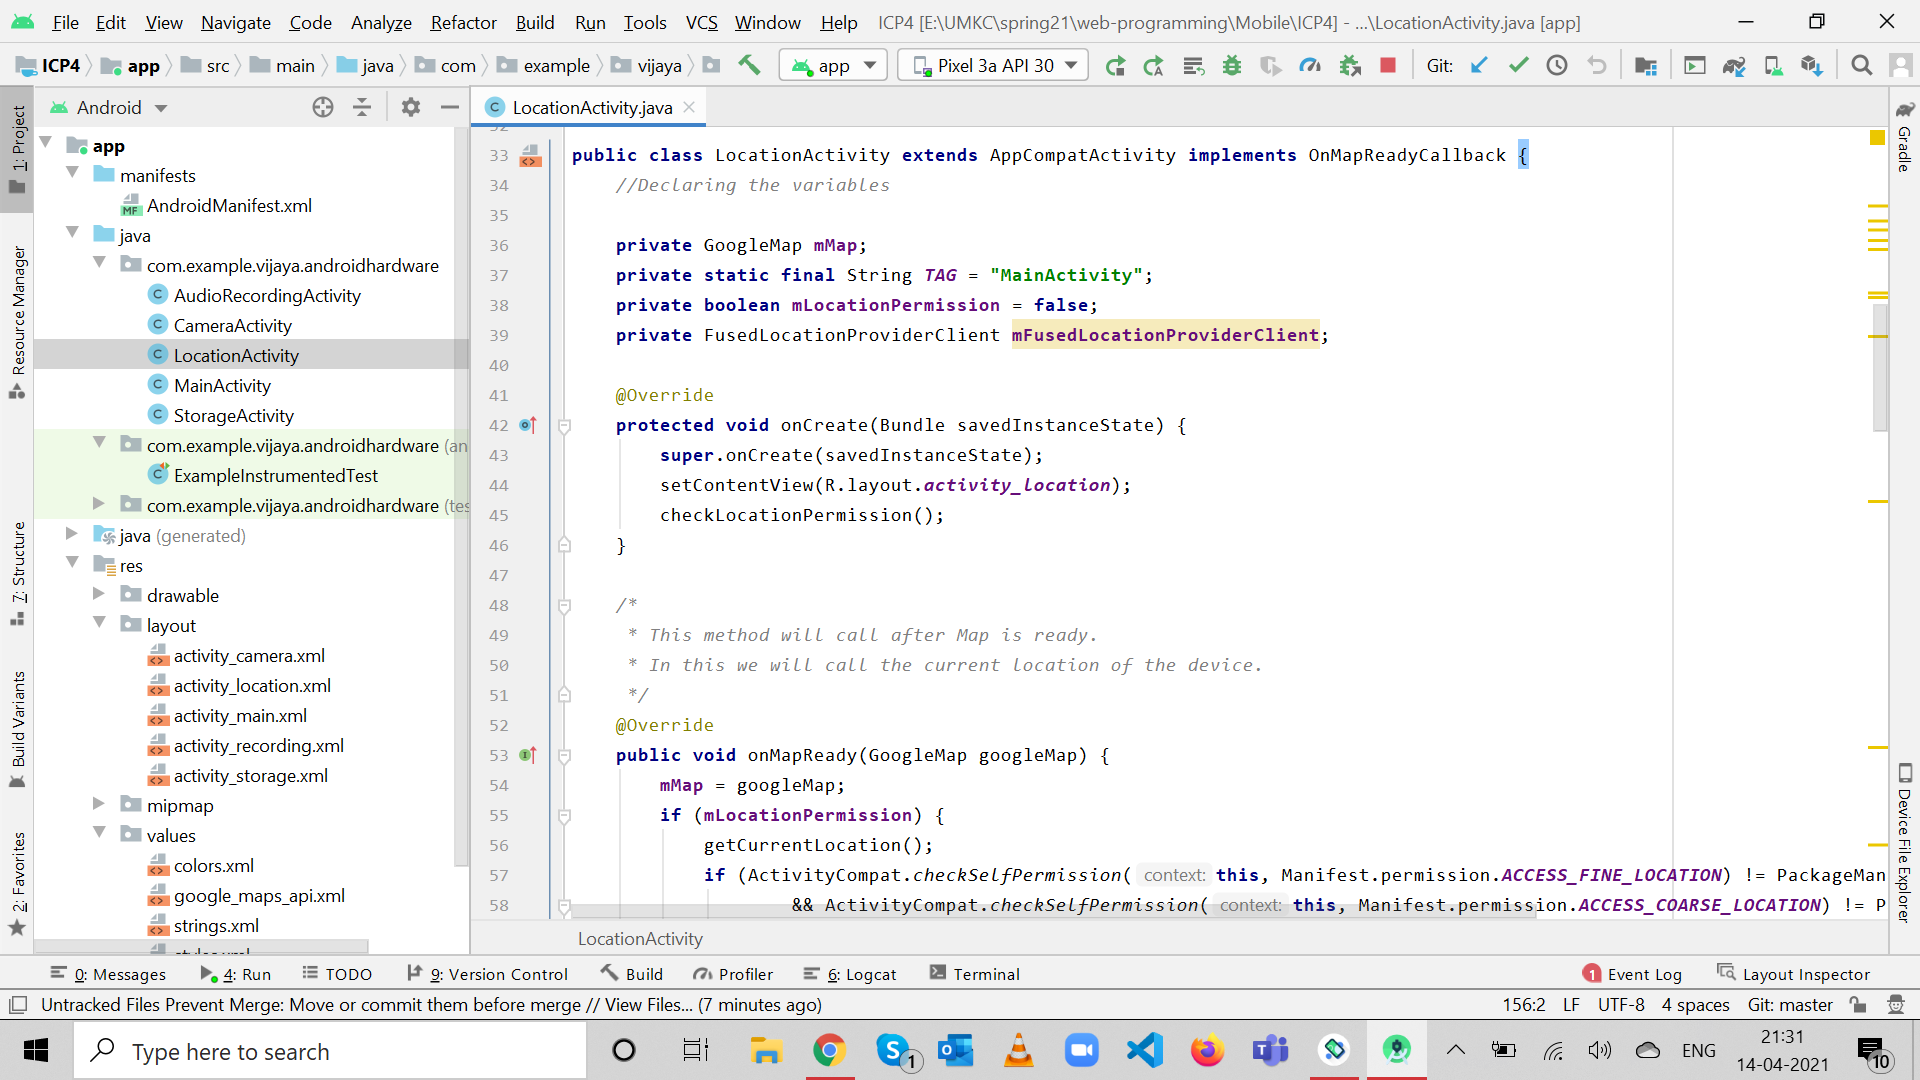 File Edit View Navigate Code Analyze Refactor Build Run Tools VCS Window Help ICP4 [E:\UMKC\spring21\web-programming\Mobile\ICP4] - ...\LocationActivity.java [app]
ICP4 app src main java com example vijaya app Pixel 3a API 30 Git:
Android
LocationActivity.java
1: Project
Resource Manager
7: Structure
Build Variants
2: Favorites
app
manifests
AndroidManifest.xml
java
com.example.vijaya.androidhardware
AudioRecordingActivity
CameraActivity
LocationActivity
MainActivity
StorageActivity
com.example.vijaya.androidhardware (an
ExampleInstrumentedTest
com.example.vijaya.androidhardware (tes
java (generated)
res
drawable
layout
activity_camera.xml
activity_location.xml
activity_main.xml
activity_recording.xml
activity_storage.xml
mipmap
values
colors.xml
google_maps_api.xml
strings.xml
33 public class LocationActivity extends AppCompatActivity implements OnMapReadyCallback {
34 //Declaring the variables
35
36 private GoogleMap mMap;
37 private static final String TAG = "MainActivity";
38 private boolean mLocationPermission = false;
39 private FusedLocationProviderClient mFusedLocationProviderClient;
40
41 @Override
42 protected void onCreate(Bundle savedInstanceState) {
43 super.onCreate(savedInstanceState);
44 setContentView(R.layout.activity_location);
45 checkLocationPermission();
46 }
47
48 /*
49 * This method will call after Map is ready.
50 * In this we will call the current location of the device.
51 */
52 @Override
53 public void onMapReady(GoogleMap googleMap) {
54 mMap = googleMap;
55 if (mLocationPermission) {
56 getCurrentLocation();
57 if (ActivityCompat.checkSelfPermission( context: this, Manifest.permission.ACCESS_FINE_LOCATION) != PackageMan
58 && ActivityCompat.checkSelfPermission( context: this, Manifest.permission.ACCESS_COARSE_LOCATION) != P
LocationActivity
Gradle
Device File Explorer
0: Messages 4: Run TODO 9: Version Control Build Profiler 6: Logcat Terminal 1 Event Log Layout Inspector
Untracked Files Prevent Merge: Move or commit them before merge // View Files... (7 minutes ago) 156:2 LF UTF-8 4 spaces Git: master
Type here to search
1
ENG
21:31
14-04-2021
10